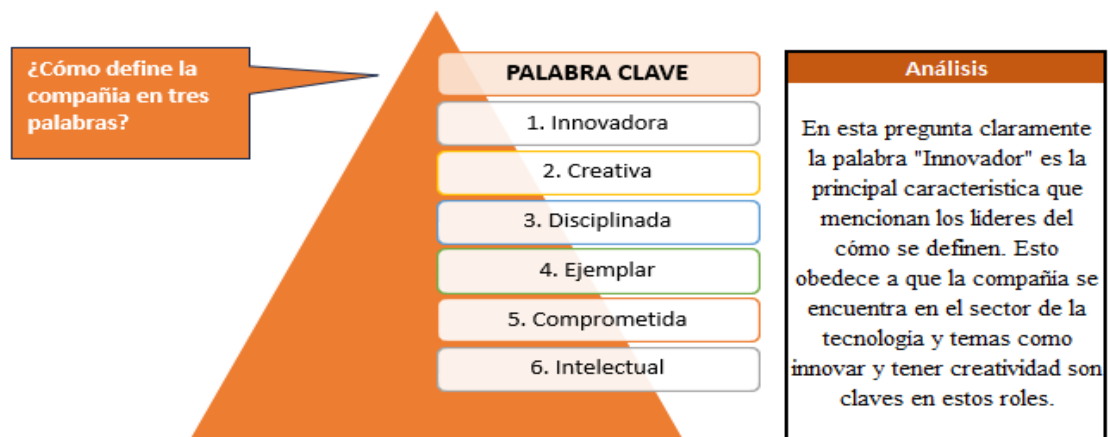 ¿Cómo define la
compañia en tres
palabras?
PALABRA CLAVE
1. Innovadora
2. Creativa
3. Disciplinada
4. Ejemplar
5. Comprometida
6. Intelectual
Análisis
En esta pregunta claramente
la palabra "Innovador" es la
principal caracteristica que
mencionan los lideres del
cómo se definen. Esto
obedece a que la compañia se
encuentra en el sector de la
tecnologia y temas como
innovar y tener creatividad son
claves en estos roles.